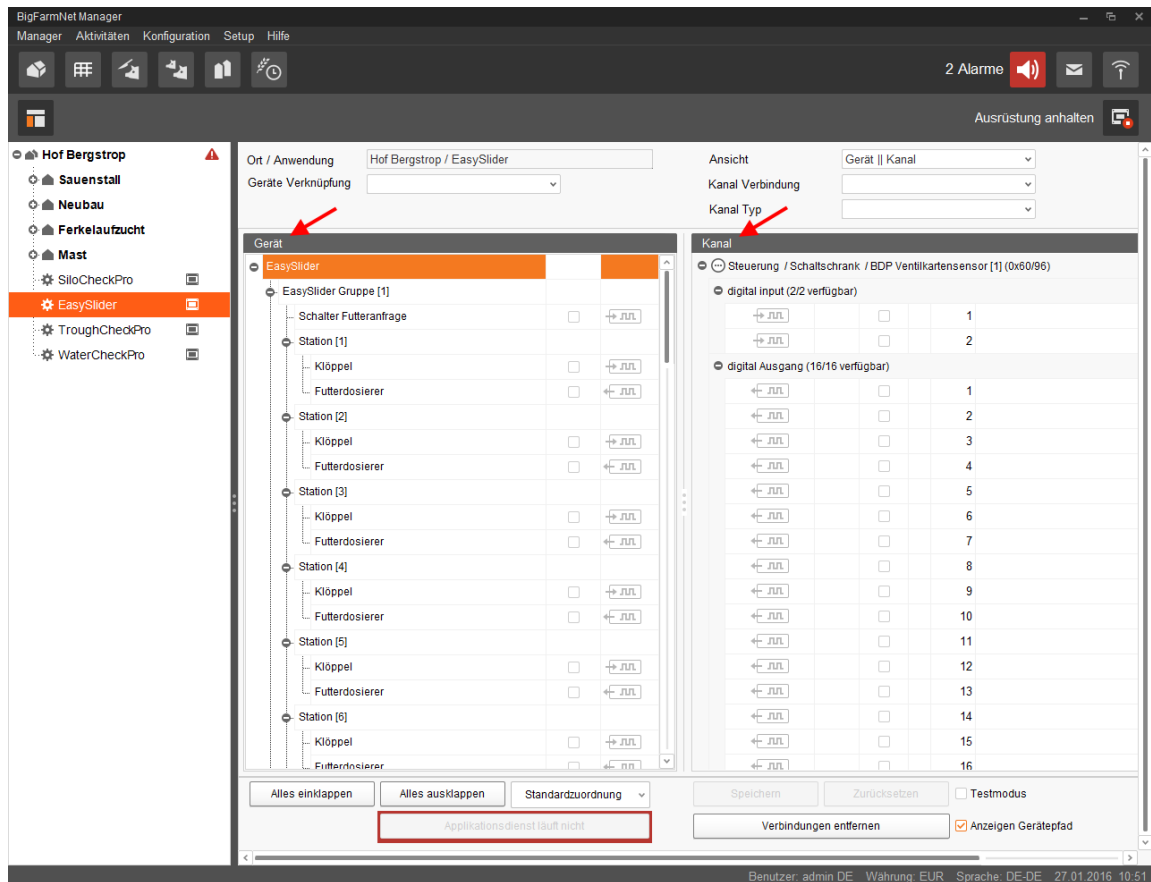 BigFarmNet Manager
Manager Aktivitäten Konfiguration Setup Hilfe
2 Alarme
Ausrüstung anhalten
Hof Bergstrop
Sauenstall
Neubau
Ferkelaufzucht
Mast
SiloCheckPro
EasySlider
TroughCheckPro
WaterCheckPro
Ort / Anwendung Hof Bergstrop / EasySlider
Geräte Verknüpfung
Ansicht Gerät || Kanal
Kanal Verbindung
Kanal Typ
Gerät
EasySlider
EasySlider Gruppe [1]
Schalter Futteranfrage
Station [1]
Klöppel
Futterdosierer
Station [2]
Klöppel
Futterdosierer
Station [3]
Klöppel
Futterdosierer
Station [4]
Klöppel
Futterdosierer
Station [5]
Klöppel
Futterdosierer
Station [6]
Klöppel
Futterdosierer
Kanal
Steuerung / Schaltschrank / BDP Ventilkartensensor [1] (0x60/96)
digital input (2/2 verfügbar)
1
2
digital Ausgang (16/16 verfügbar)
1
2
3
4
5
6
7
8
9
10
11
12
13
14
15
16
Alles einklappen Alles ausklappen Standardzuordnung
Applikationsdienst läuft nicht
Speichern Zurücksetzen Testmodus
Verbindungen entfernen Anzeigen Gerätepfad
Benutzer: admin DE Währung: EUR Sprache: DE-DE 27.01.2016 10:51